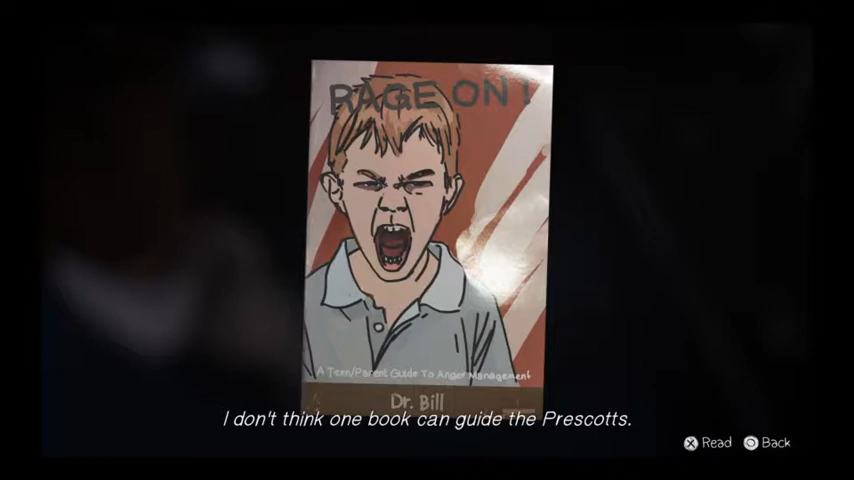 RAGE ON!
A Teen/Parent Guide To Anger Management
Dr. Bill
I don't think one book can guide the Prescotts.
Read Back